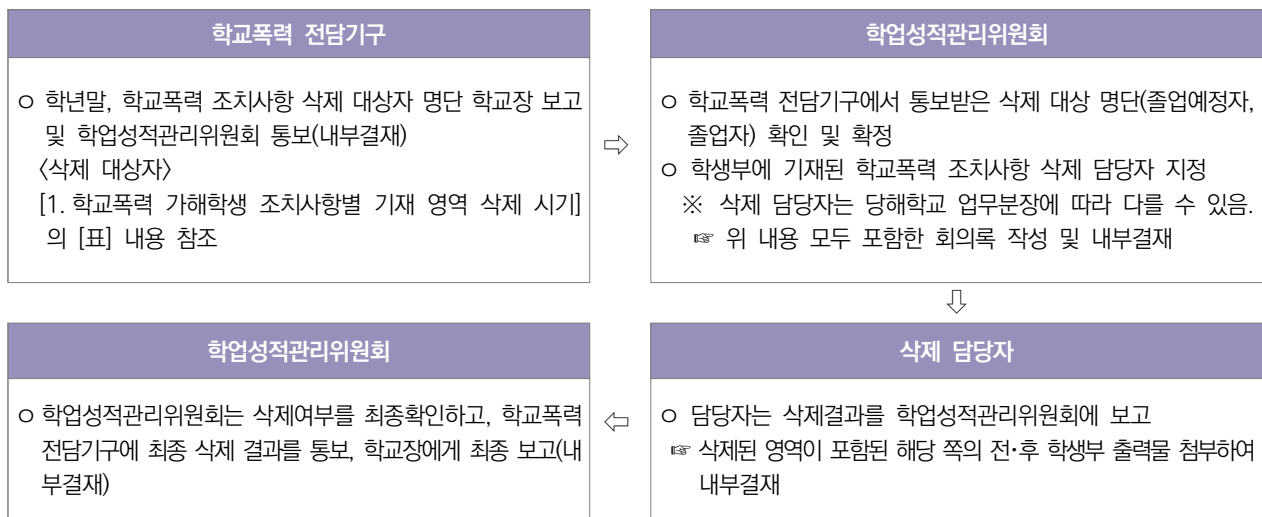 학교폭력 전담기구
ㅇ 학년말, 학교폭력 조치사항 삭제 대상자 명단 학교장 보고
및 학업성적관리위원회 통보(내부결재)
〈삭제 대상자〉
[1. 학교폭력 가해학생 조치사항별 기재 영역 삭제 시기]
의 [표] 내용 참조
⇨
학업성적관리위원회
ㅇ 학교폭력 전담기구에서 통보받은 삭제 대상 명단(졸업예정자,
졸업자) 확인 및 확정
ㅇ 학생부에 기재된 학교폭력 조치사항 삭제 담당자 지정
※ 삭제 담당자는 당해학교 업무분장에 따라 다를 수 있음.
☞ 위 내용 모두 포함한 회의록 작성 및 내부결재
⇩
삭제 담당자
ㅇ 담당자는 삭제결과를 학업성적관리위원회에 보고
☞ 삭제된 영역이 포함된 해당 쪽의 전·후 학생부 출력물 첨부하여
내부결재
⇦
학업성적관리위원회
ㅇ 학업성적관리위원회는 삭제여부를 최종확인하고, 학교폭력
전담기구에 최종 삭제 결과를 통보, 학교장에게 최종 보고(내
부결재)